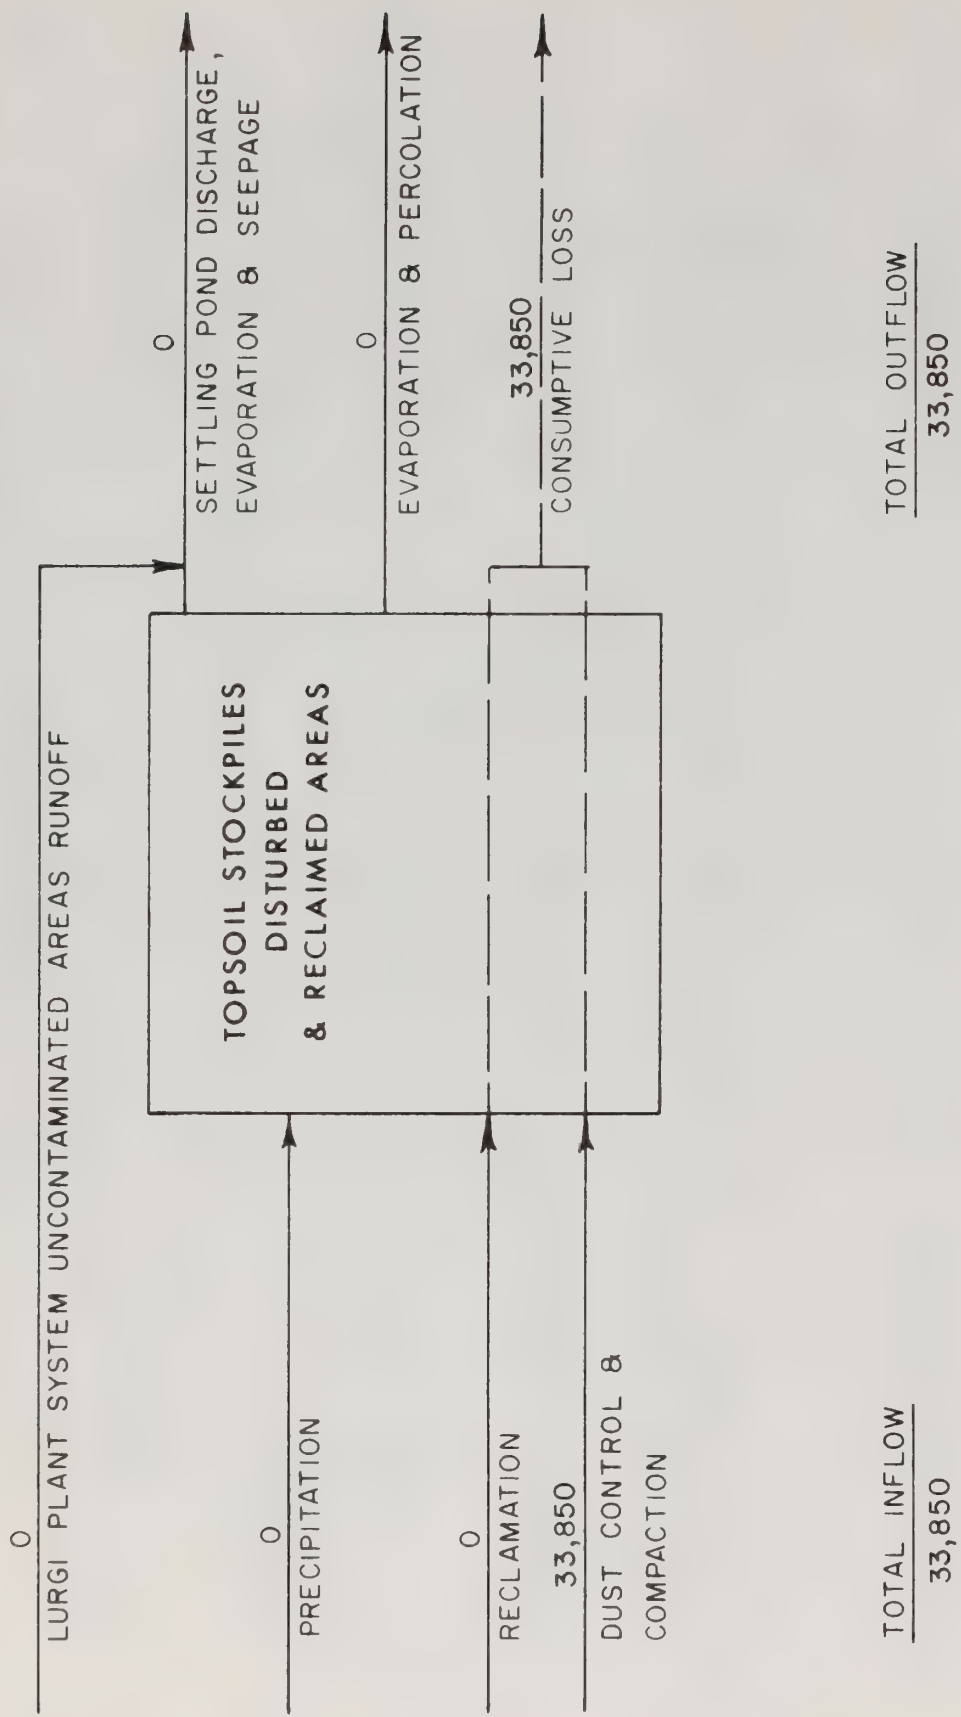 0
LURGI PLANT SYSTEM UNCONTAMINATED AREAS RUNOFF
0
PRECIPITATION
0
RECLAMATION
33,850
DUST CONTROL &
COMPACTION
TOPSOIL STOCKPILES
DISTURBED
& RECLAIMED AREAS
0
SETTLING POND DISCHARGE,
EVAPORATION & SEEPAGE
0
EVAPORATION & PERCOLATION
33,850
CONSUMPTIVE LOSS
TOTAL INFLOW
33,850
TOTAL OUTFLOW
33,850